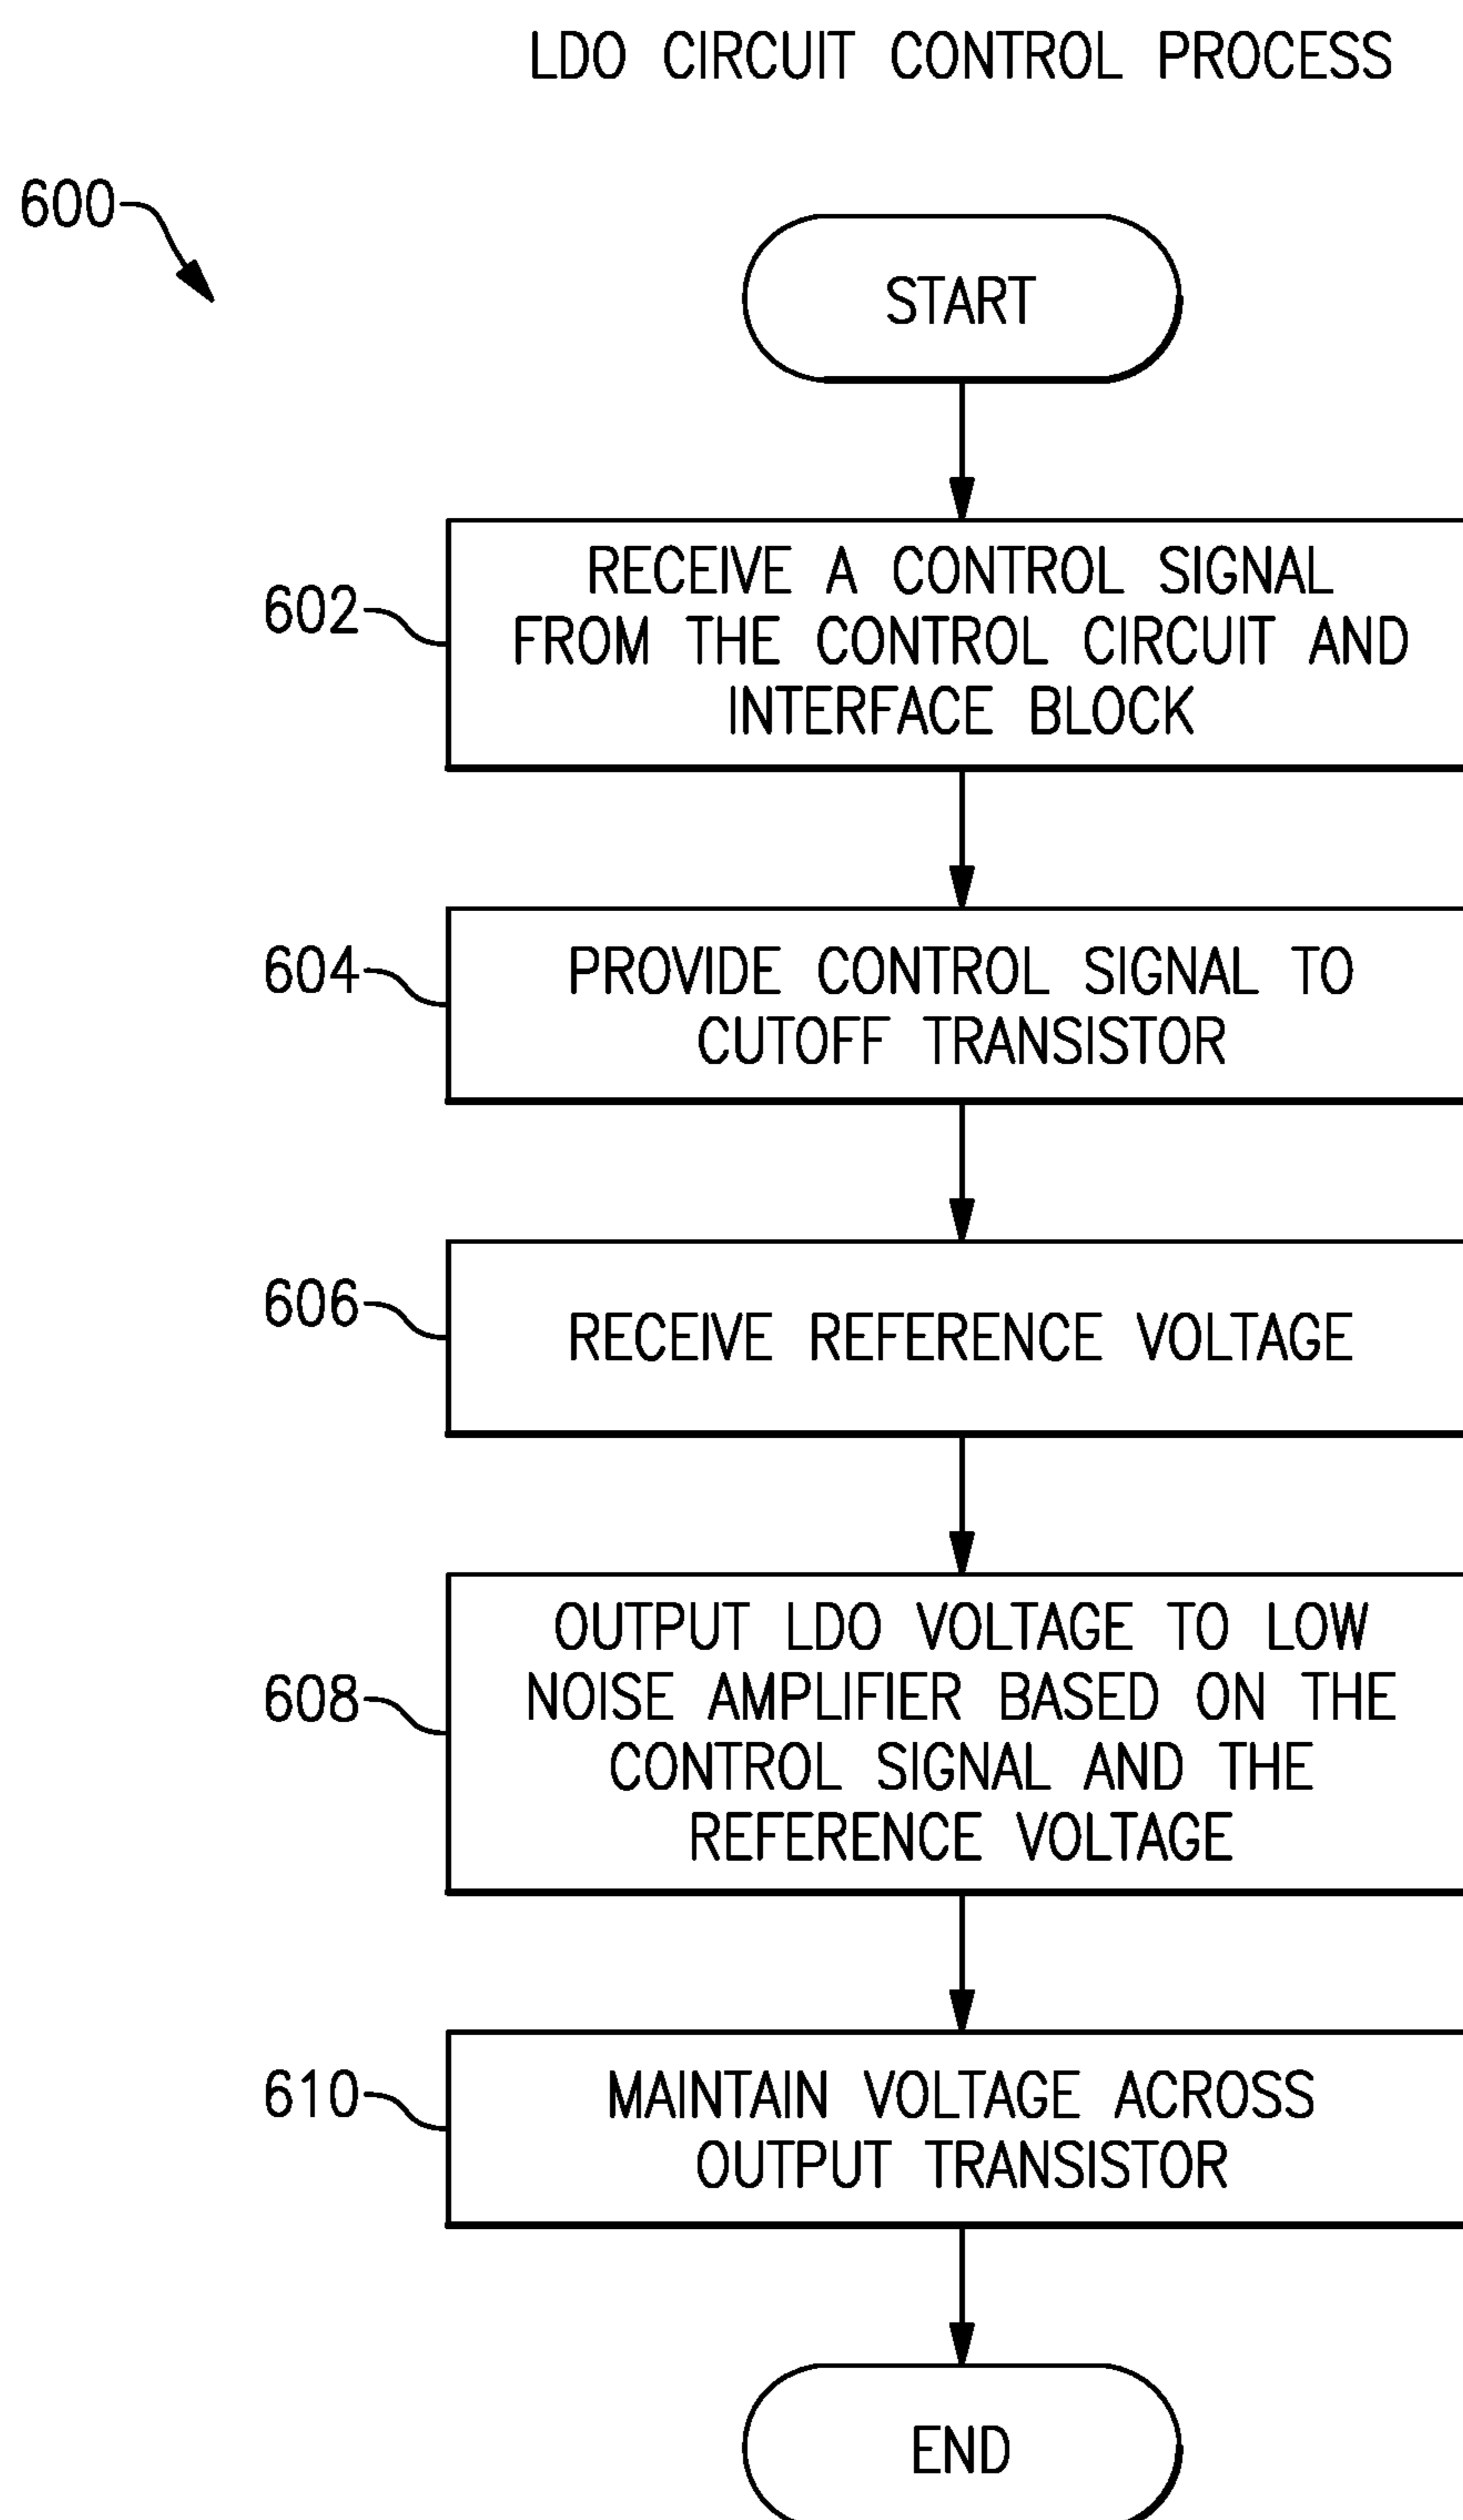 LDO CIRCUIT CONTROL PROCESS
600
START
602
RECEIVE A CONTROL SIGNAL
FROM THE CONTROL CIRCUIT AND
INTERFACE BLOCK
604
PROVIDE CONTROL SIGNAL TO
CUTOFF TRANSISTOR
606
RECEIVE REFERENCE VOLTAGE
608
OUTPUT LDO VOLTAGE TO LOW
NOISE AMPLIFIER BASED ON THE
CONTROL SIGNAL AND THE
REFERENCE VOLTAGE
610
MAINTAIN VOLTAGE ACROSS
OUTPUT TRANSISTOR
END